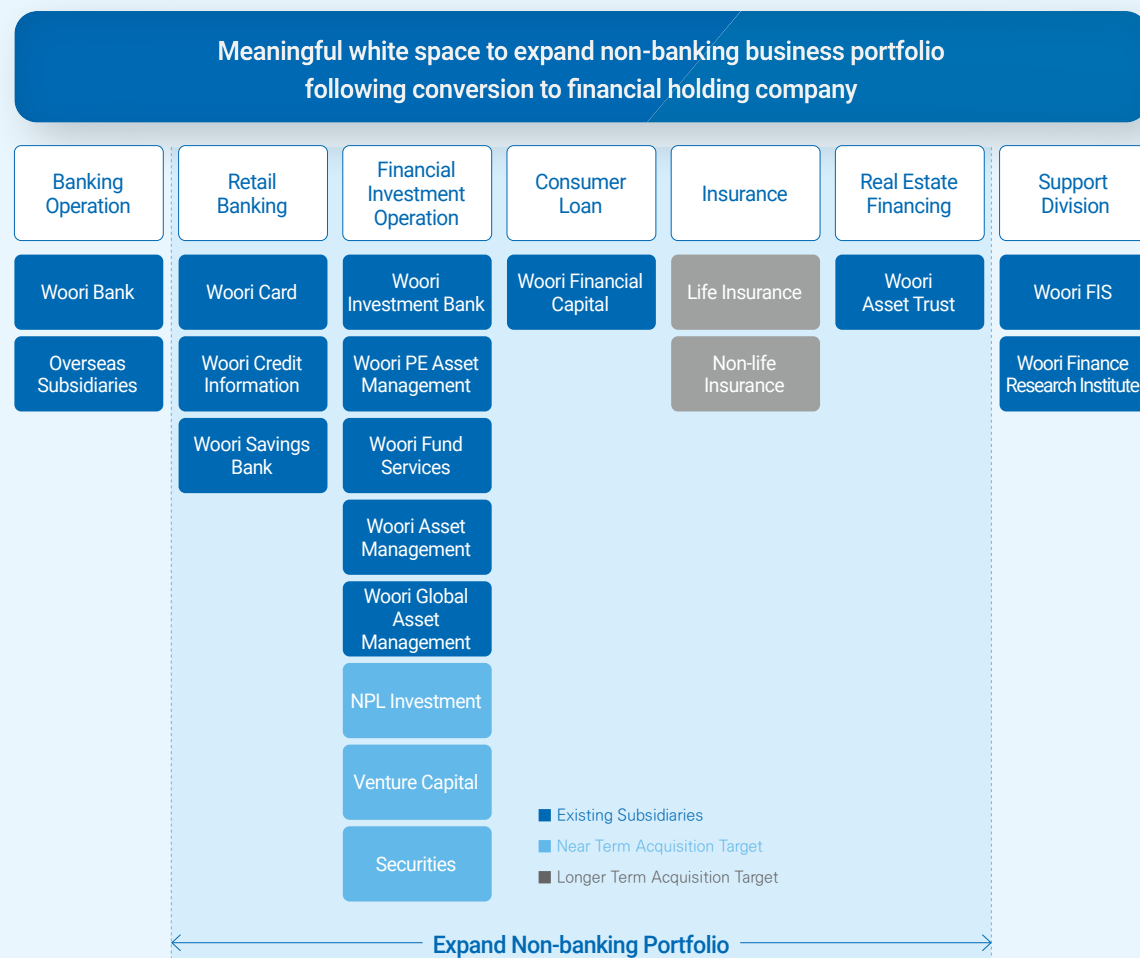 Meaningful white space to expand non-banking business portfolio
following conversion to financial holding company
Banking
Operation
Retail
Banking
Financial
Investment
Operation
Consumer
Loan
Insurance
Real Estate
Financing
Support
Division
Woori Bank
Overseas
Subsidiaries
Woori Card
Woori Credit
Information
Woori Savings
Bank
Woori
Investment Bank
Woori PE Asset
Management
Woori Fund
Services
Woori Asset
Management
Woori Global
Asset
Management
NPL Investment
Venture Capital
Securities
Woori Financial
Capital
Life Insurance
Non-life
Insurance
Woori
Asset Trust
Woori FIS
Woori Finance
Research Institute
Existing Subsidiaries
Near Term Acquisition Target
Longer Term Acquisition Target
Expand Non-banking Portfolio